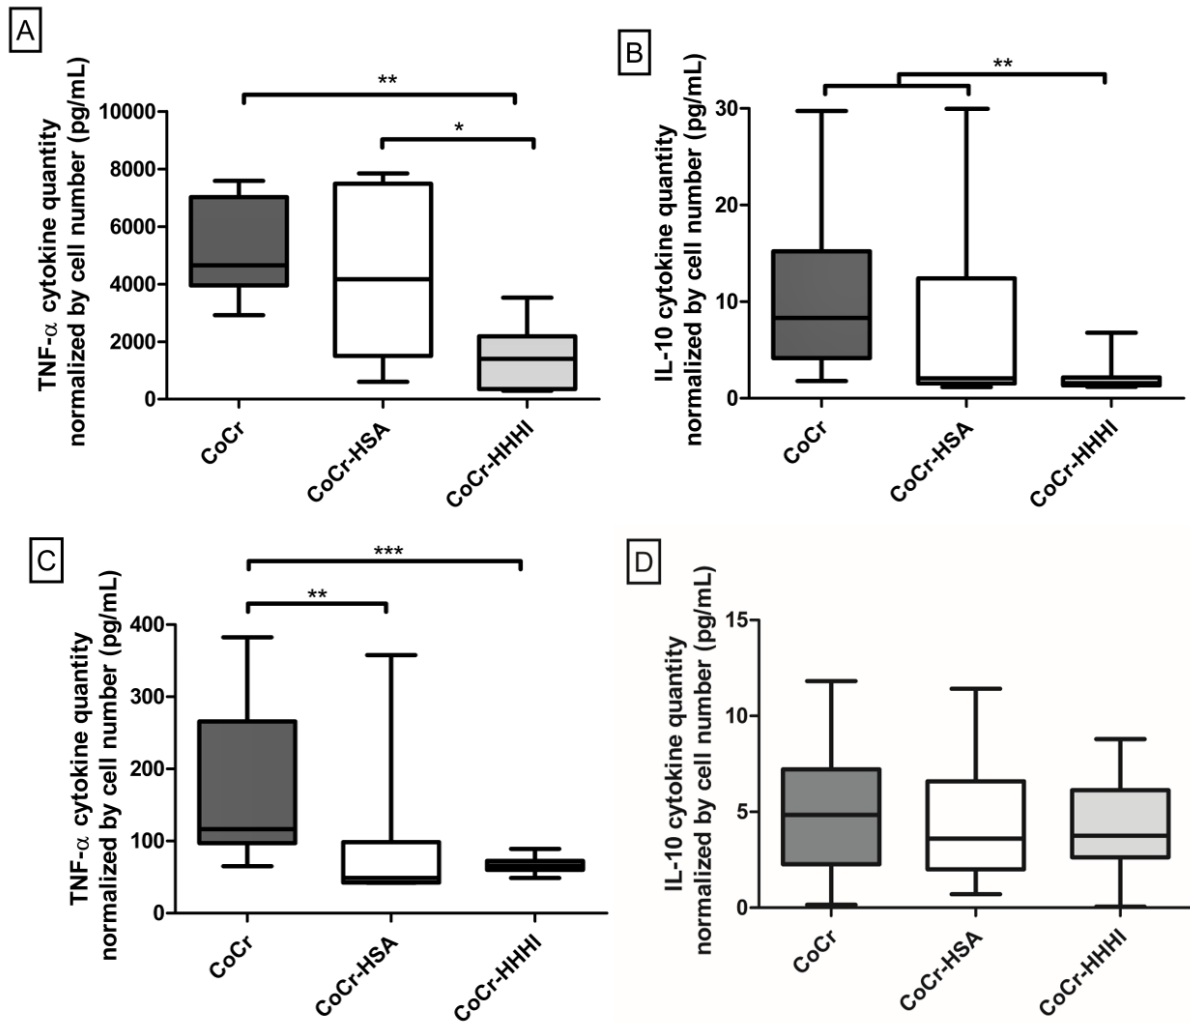 A
TNF-α cytokine quantity
normalized by cell number (pg/mL)
10000
8000
6000
4000
2000
0
**
*
CoCr
CoCr-HSA
CoCr-HHHI
B
IL-10 cytokine quantity
normalized by cell number (pg/mL)
30
20
10
0
**
CoCr
CoCr-HSA
CoCr-HHHI
C
TNF-α cytokine quantity
normalized by cell number (pg/mL)
400
300
200
100
0
***
**
CoCr
CoCr-HSA
CoCr-HHHI
D
IL-10 cytokine quantity
normalized by cell number (pg/mL)
15
10
5
0
CoCr
CoCr-HSA
CoCr-HHHI